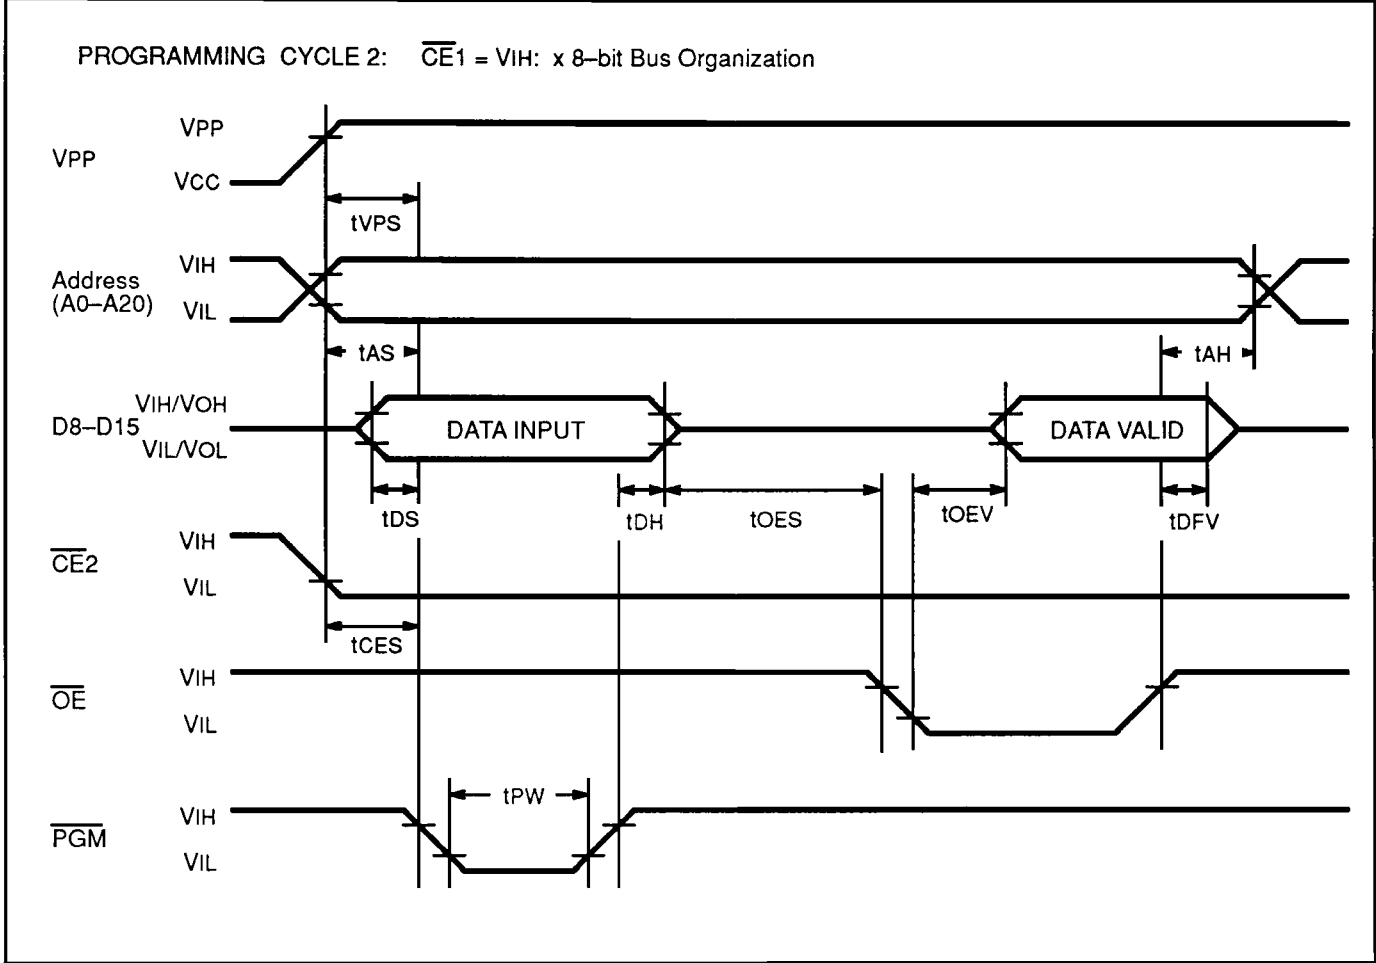 PROGRAMMING CYCLE 2: CE1 = VIH: x 8–bit Bus Organization
VPP
VPP
VCC
tVPS
Address
(A0–A20)
VIH
VIL
tAS
tAH
D8–D15
VIH/VOH
VIL/VOL
DATA INPUT
DATA VALID
tDS
tDH
tOES
tOEV
tDFV
CE2
VIH
VIL
tCES
OE
VIH
VIL
PGM
VIH
VIL
tPW